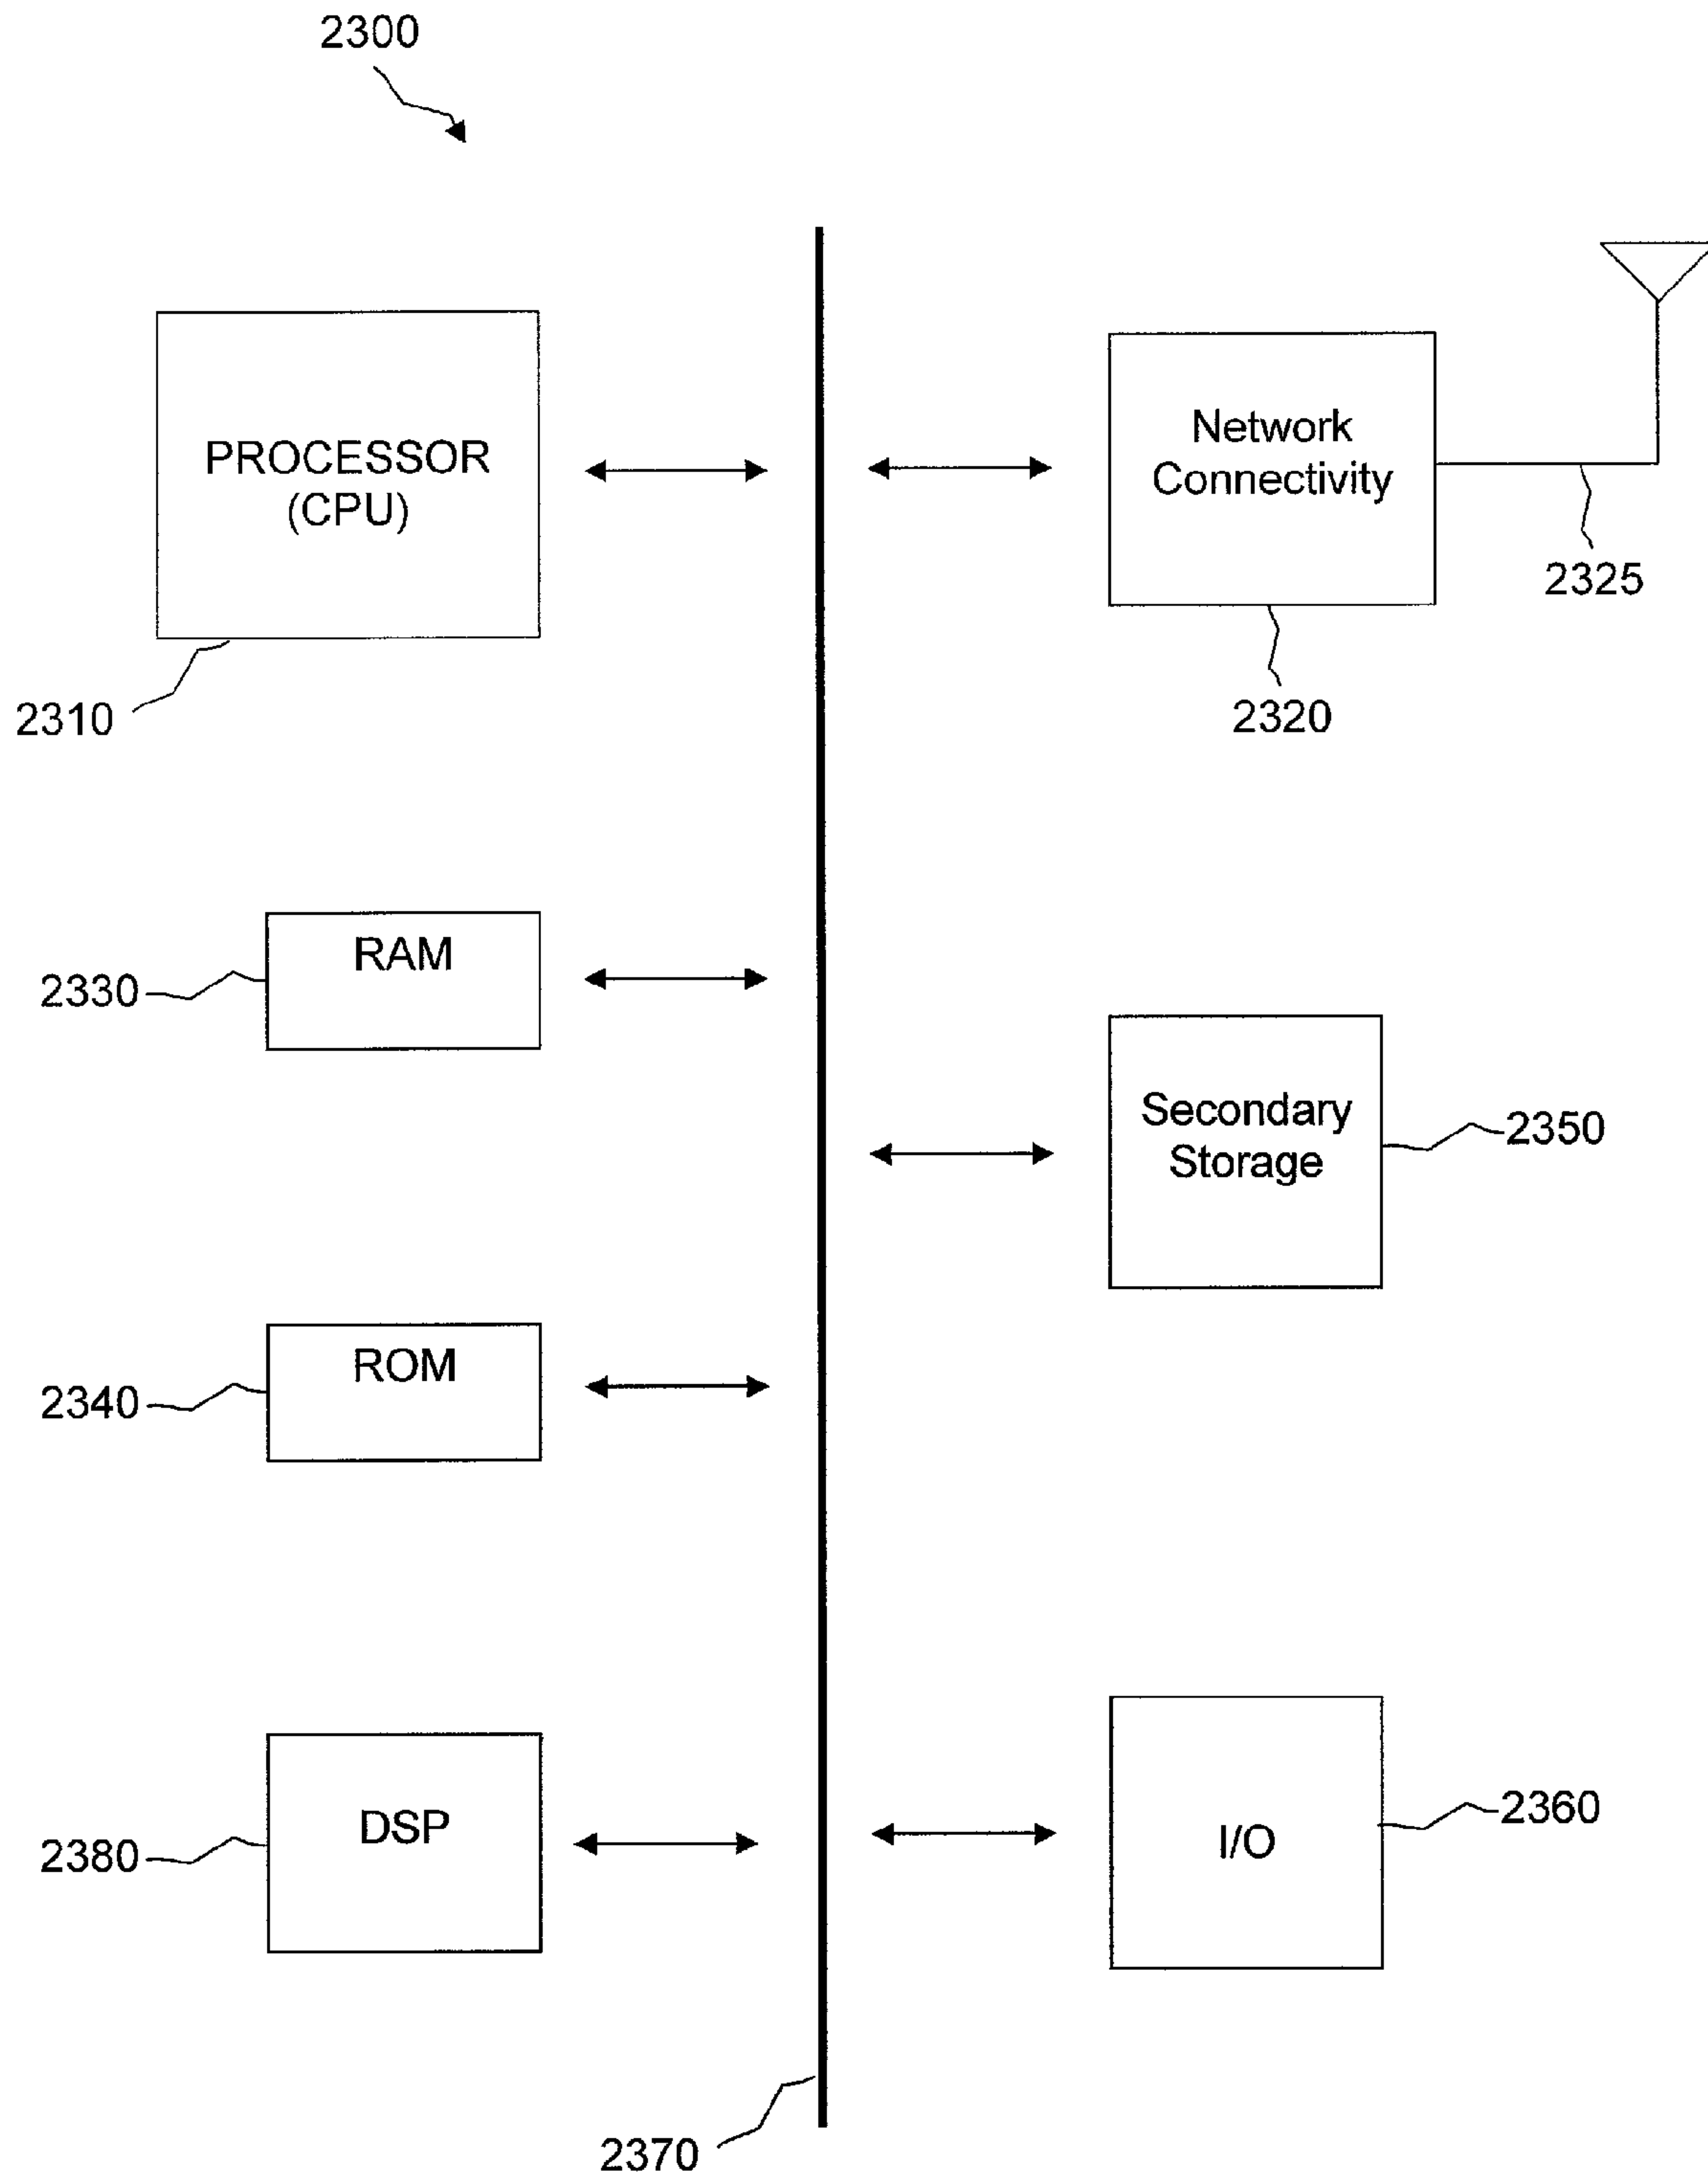 2300
PROCESSOR
(CPU)
2310
Network
Connectivity
2325
2320
RAM
2330
Secondary
Storage
2350
ROM
2340
DSP
2380
I/O
2360
2370